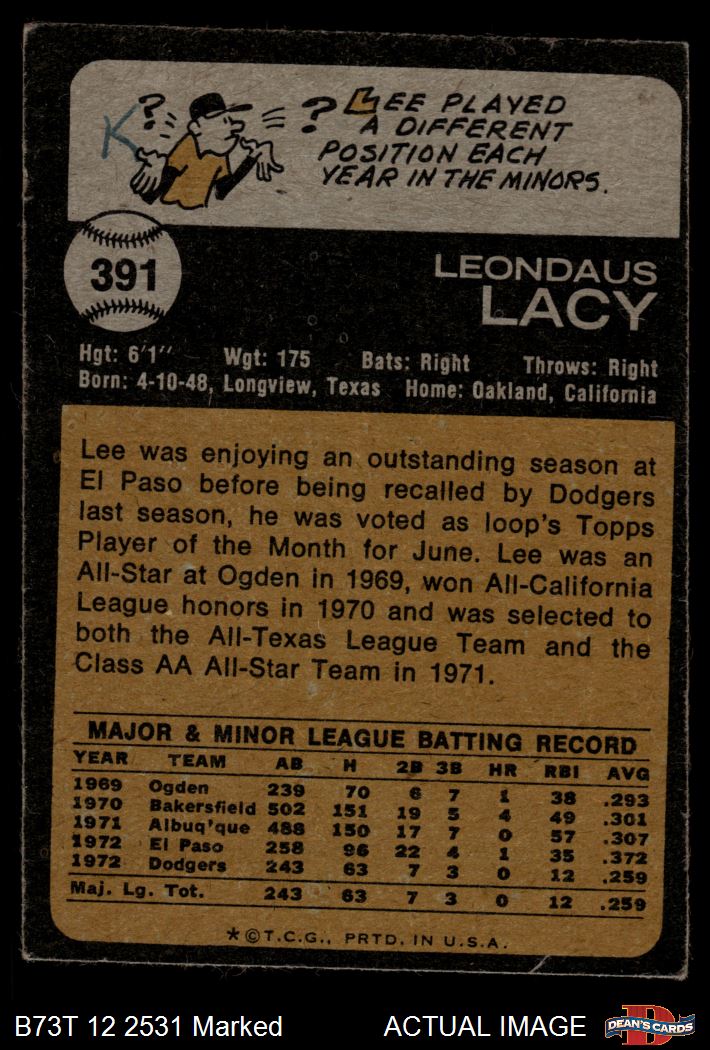 K ? ? LEE PLAYED
A DIFFERENT
POSITION EACH
YEAR IN THE MINORS.
391
LEONDAUS
LACY
Hgt: 6'1" Wgt: 175 Bats: Right Throws: Right
Born: 4-10-48, Longview, Texas Home: Oakland, California
Lee was enjoying an outstanding season at
El Paso before being recalled by Dodgers
last season, he was voted as loop's Topps
Player of the Month for June. Lee was an
All-Star at Ogden in 1969, won All-California
League honors in 1970 and was selected to
both the All-Texas League Team and the
Class AA All-Star Team in 1971.
MAJOR & MINOR LEAGUE BATTING RECORD
YEAR TEAM AB H 2B 3B HR RBI AVG
1969 Ogden 239 70 6 7 1 38 .293
1970 Bakersfield 502 151 19 5 4 49 .301
1971 Albuq'que 488 150 17 7 0 57 .307
1972 El Paso 258 96 22 4 1 35 .372
1972 Dodgers 243 63 7 3 0 12 .259
Maj. Lg. Tot. 243 63 7 3 0 12 .259
*©T.C.G., PRTD. IN U.S.A.
B73T 12 2531 Marked ACTUAL IMAGE D DEAN'S CARDS